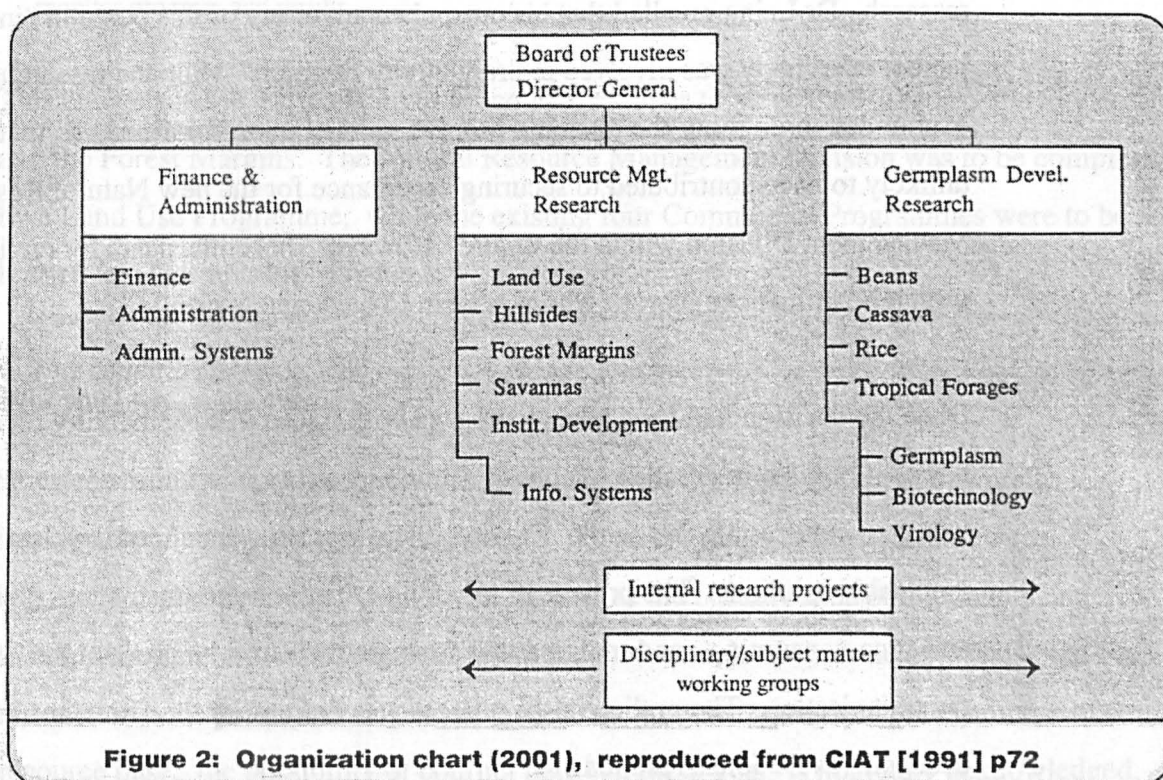 Board of Trustees
Director General
Finance &
Administration
Resource Mgt.
Research
Germplasm Devel.
Research
Finance
Administration
Admin. Systems
Land Use
Hillsides
Forest Margins
Savannas
Instit. Development
Info. Systems
Beans
Cassava
Rice
Tropical Forages
Germplasm
Biotechnology
Virology
Internal research projects
Disciplinary/subject matter
working groups
Figure 2: Organization chart (2001), reproduced from CIAT [1991] p72